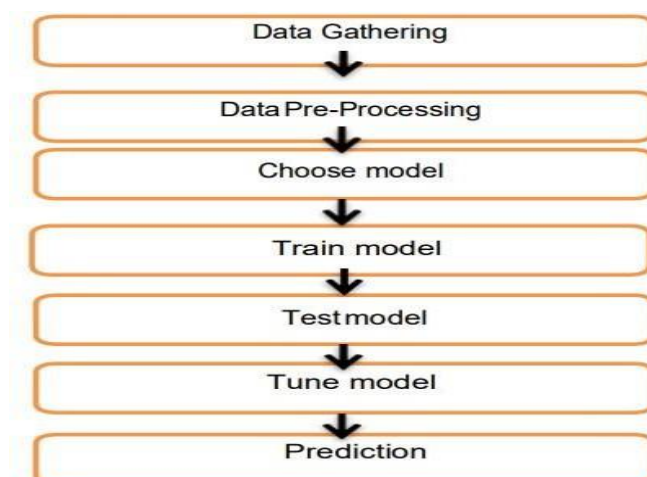 Data Gathering
Data Pre-Processing
Choose model
Train model
Test model
Tune model
Prediction